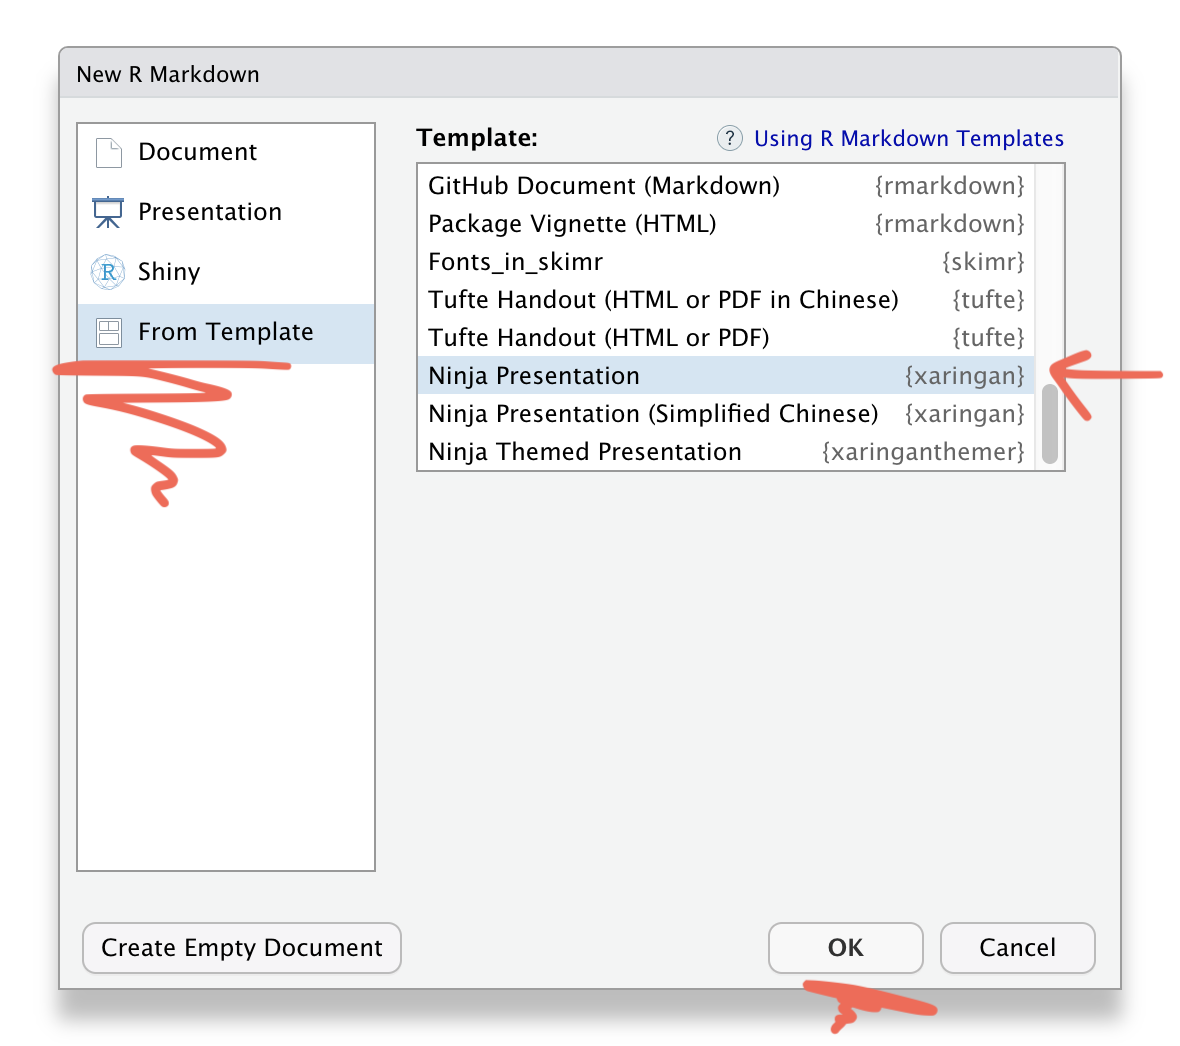 New R Markdown
Document
Presentation
Shiny
From Template
Template:
? Using R Markdown Templates
GitHub Document (Markdown) {rmarkdown}
Package Vignette (HTML) {rmarkdown}
Fonts_in_skimr {skimr}
Tufte Handout (HTML or PDF in Chinese) {tufte}
Tufte Handout (HTML or PDF) {tufte}
Ninja Presentation {xaringan}
Ninja Presentation (Simplified Chinese) {xaringan}
Ninja Themed Presentation {xaringanthemer}
Create Empty Document
OK
Cancel